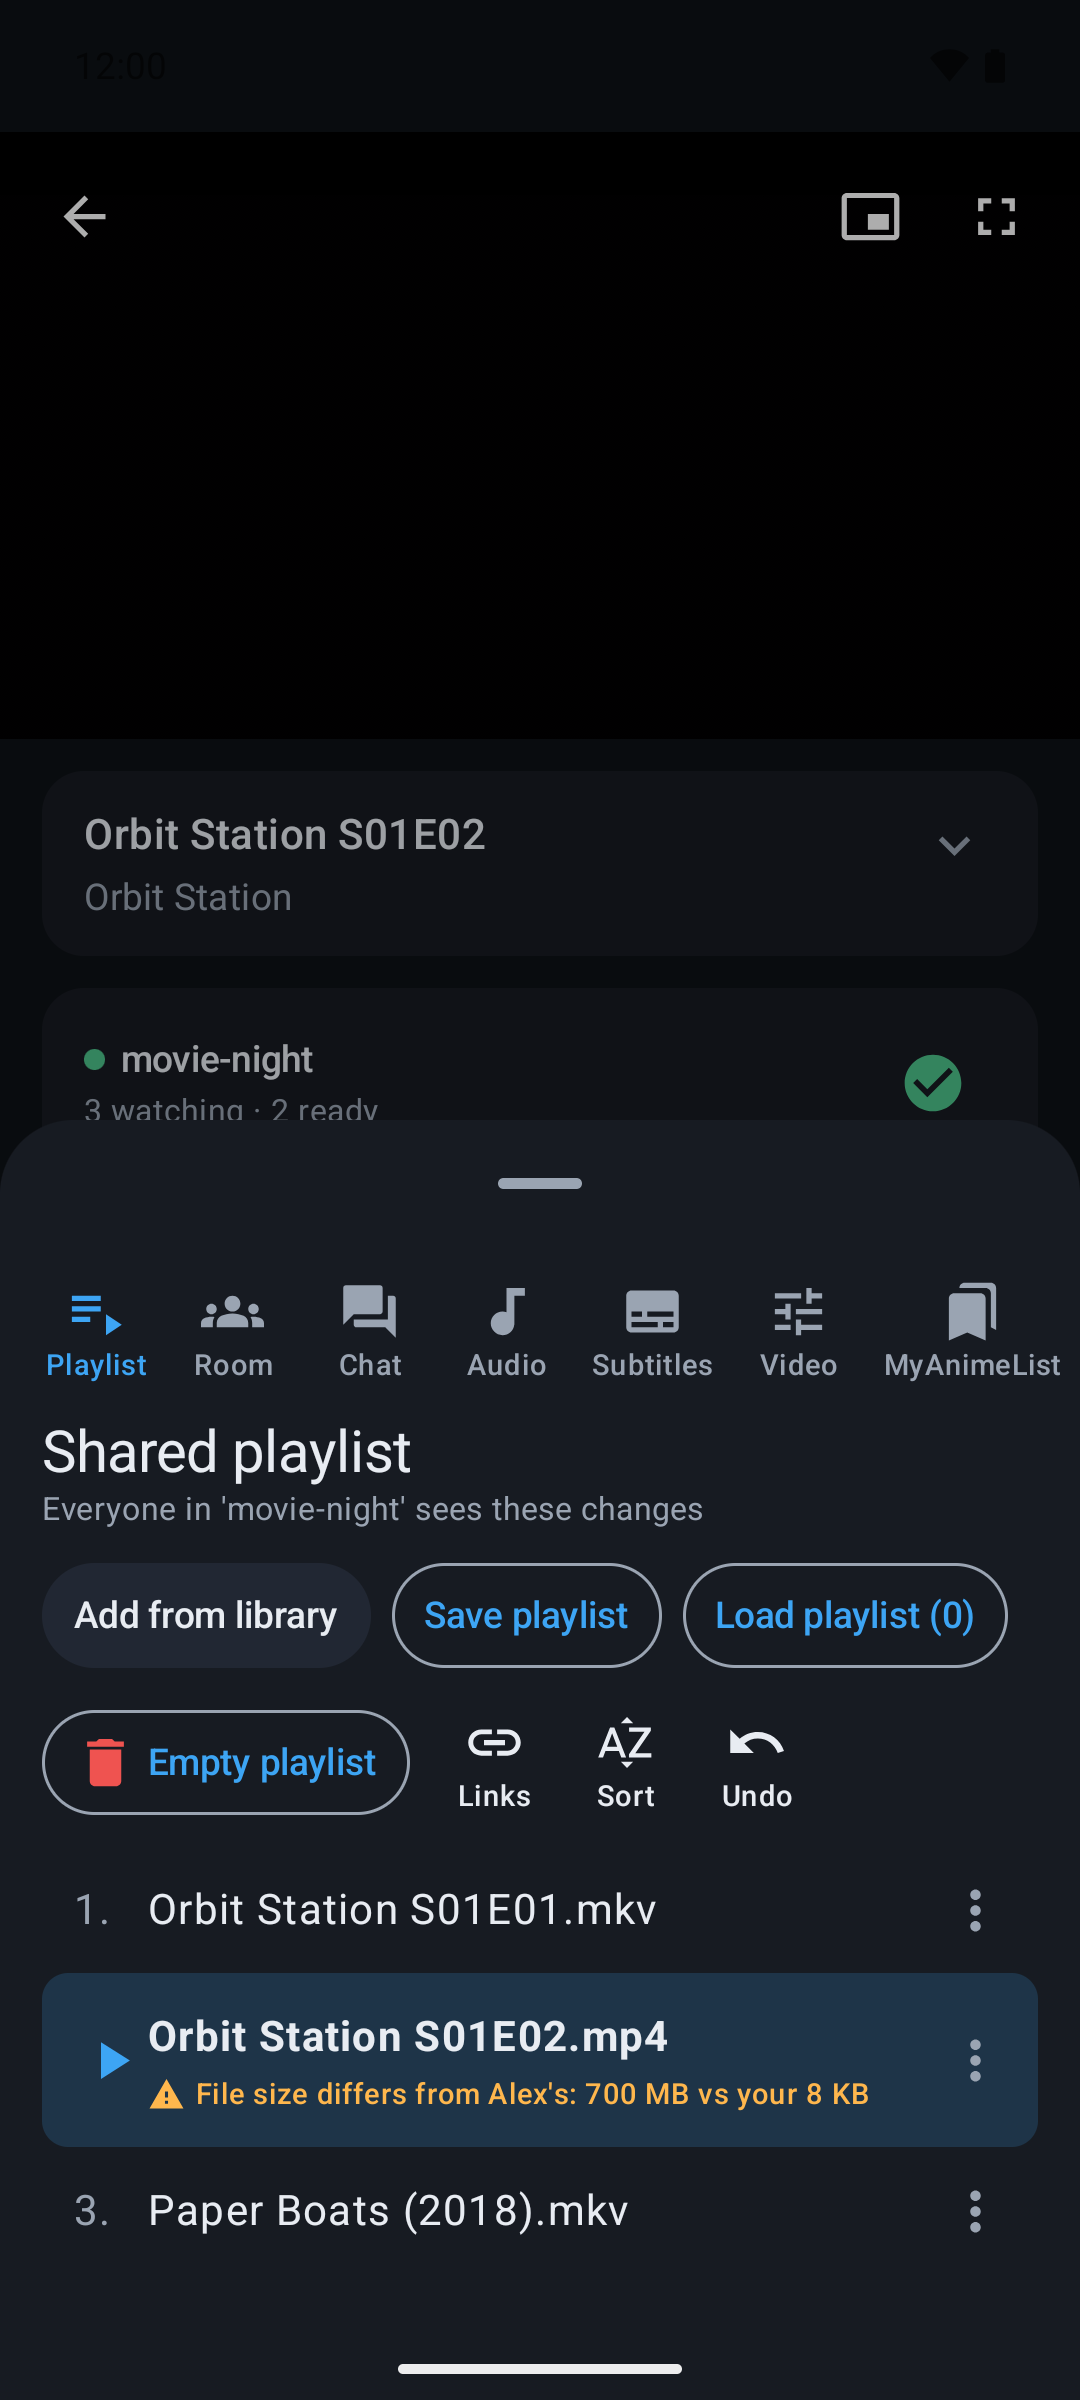 12:00
Orbit Station S01E02
Orbit Station
movie-night
3 watching · 2 ready
Playlist Room Chat Audio Subtitles Video MyAnimeList
Shared playlist
Everyone in 'movie-night' sees these changes
Add from library Save playlist Load playlist (0)
Empty playlist Links Sort Undo
1. Orbit Station S01E01.mkv
Orbit Station S01E02.mp4
File size differs from Alex's: 700 MB vs your 8 KB
3. Paper Boats (2018).mkv